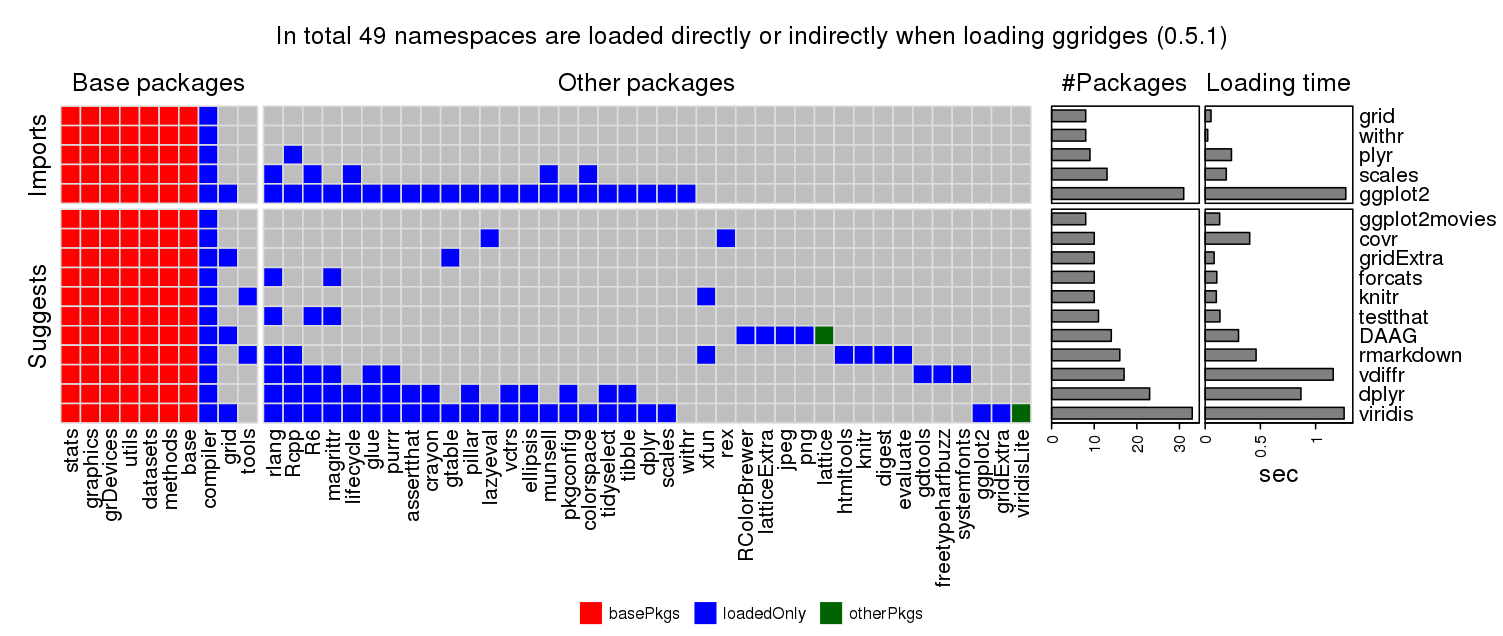 In total 49 namespaces are loaded directly or indirectly when loading ggridges (0.5.1)
Base packages
Other packages
#Packages
Loading time
Imports
grid
withr
plyr
scales
ggplot2
Suggests
ggplot2movies
covr
gridExtra
forcats
knitr
testthat
DAAG
rmarkdown
vdiffr
dplyr
viridis
stats
graphics
grDevices
utils
datasets
methods
base
compiler
grid
tools
rlang
Rcpp
R6
magrittr
lifecycle
glue
purrr
assertthat
crayon
gtable
pillar
lazyeval
vctrs
ellipsis
munsell
pkgconfig
colorspace
tidyselect
tibble
dplyr
scales
withr
xfun
rex
RColorBrewer
latticeExtra
jpeg
png
lattice
htmltools
knitr
digest
evaluate
gdtools
freetypeharfbuzz
systemfonts
ggplot2
gridExtra
viridisLite
0 10 20 30
0 0.5 1
sec
basePkgs loadedOnly otherPkgs